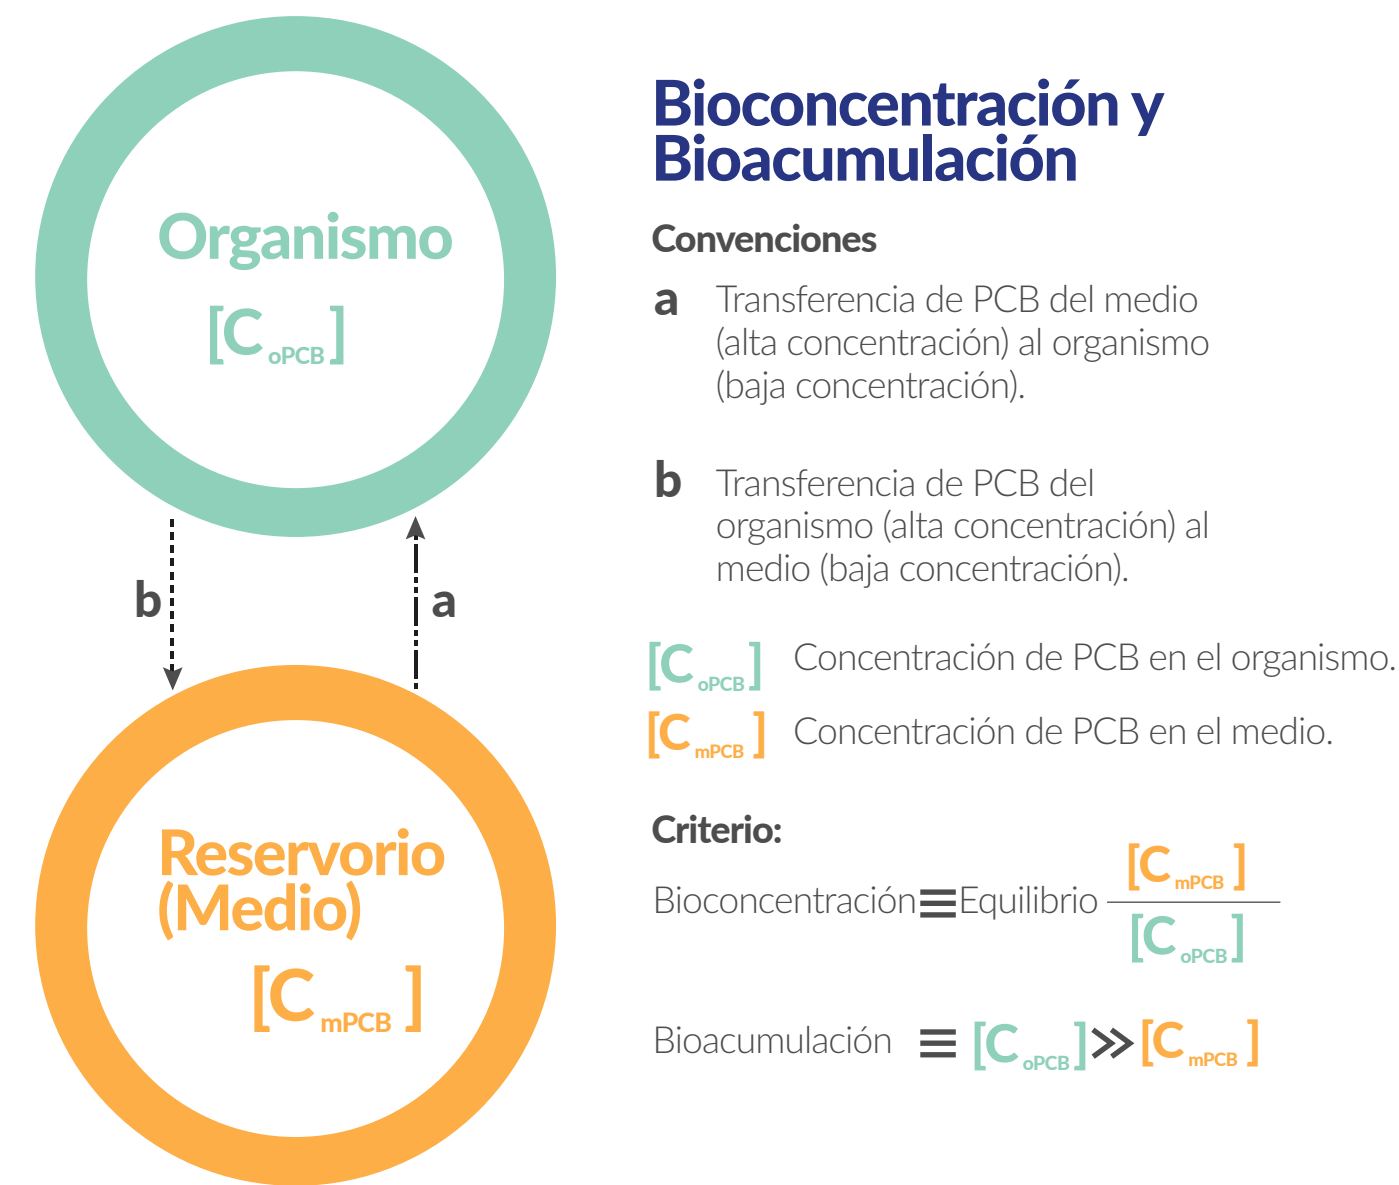 Organismo
[C oPCB]
b
a
Reservorio
(Medio)
[C mPCB ]
Bioconcentración y
Bioacumulación
Convenciones
a Transferencia de PCB del medio
(alta concentración) al organismo
(baja concentración).
b Transferencia de PCB del
organismo (alta concentración) al
medio (baja concentración).
[C oPCB] Concentración de PCB en el organismo.
[C mPCB ] Concentración de PCB en el medio.
Criterio:
[C mPCB ]
Bioconcentración≡Equilibrio
[C oPCB]
Bioacumulación ≡ [C oPCB]≫[C mPCB ]